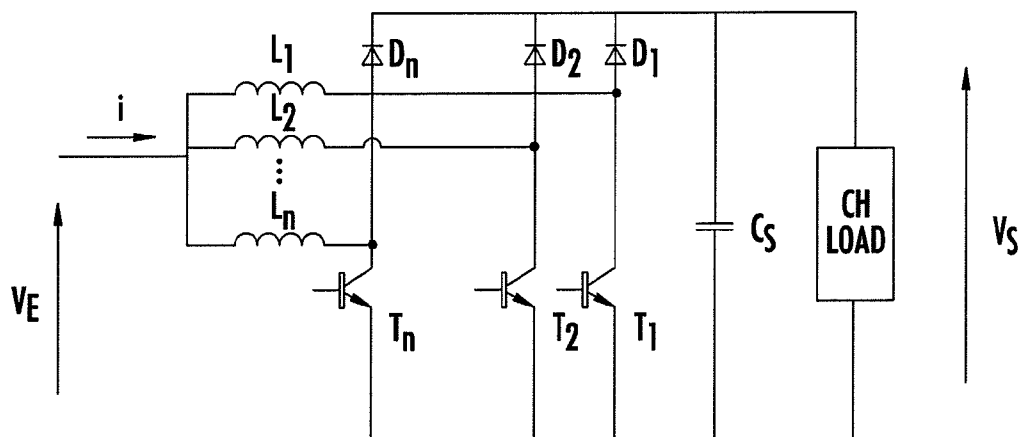 L1
Dn
D2
D1
i
L2
⋮
Ln
CH
LOAD
CS
VS
VE
Tn
T2
T1